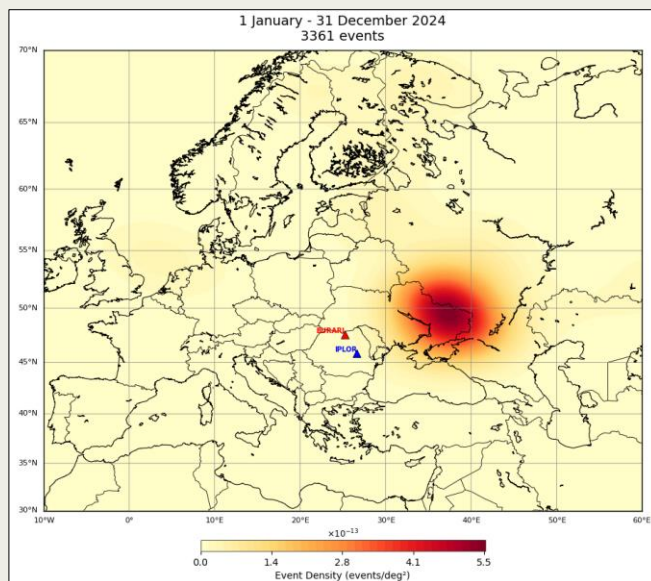 1 January - 31 December 2024
3361 events
70°N
65°N
60°N
55°N
50°N
BURARI
IPLOR
45°N
40°N
35°N
30°N
10°W 0° 10°E 20°E 30°E 40°E 50°E 60°E
×10⁻¹³
0.0 1.4 2.8 4.1 5.5
Event Density (events/deg²)